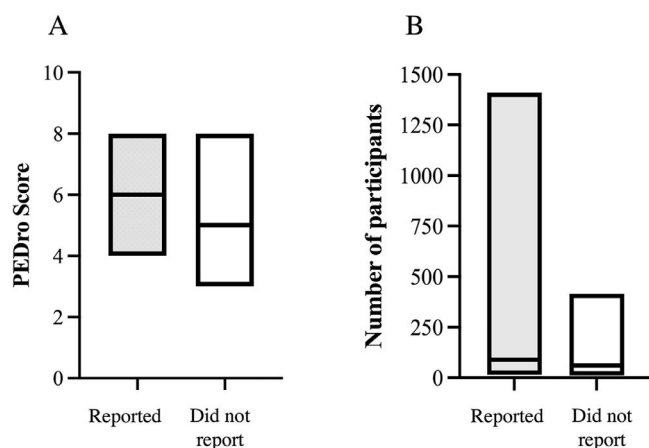 A
PEDro Score
10
8
6
4
2
0
Reported
Did not
report
B
Number of participants
1500
1250
1000
750
500
250
0
Reported
Did not
report